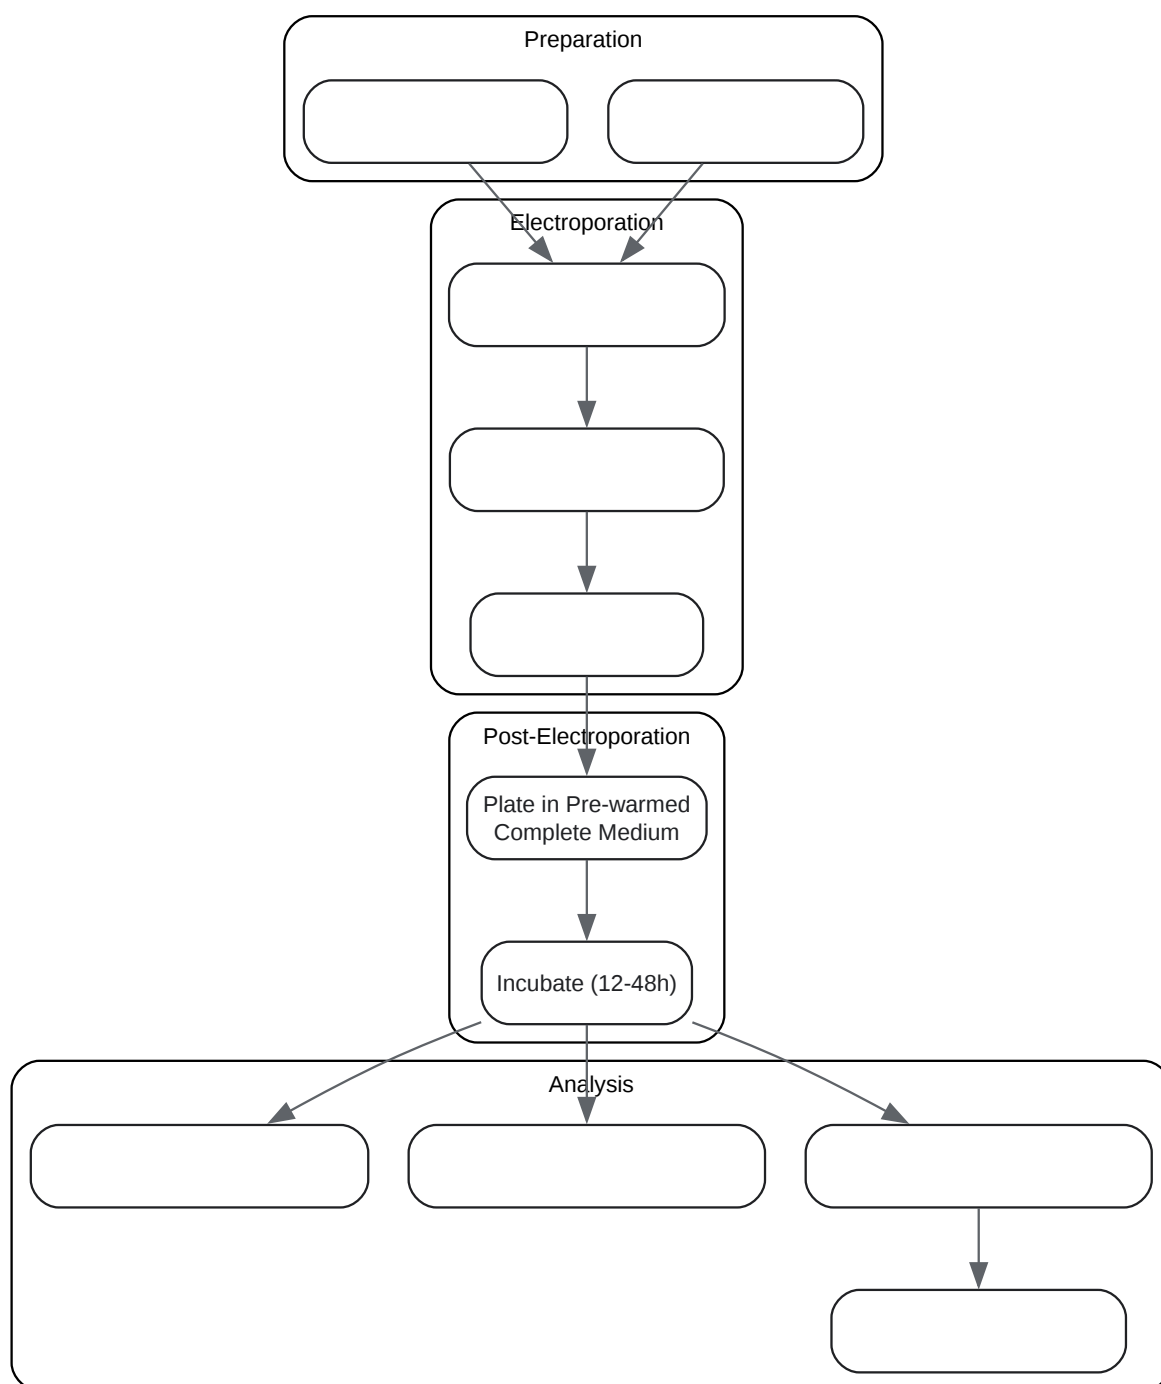 Preparation
Electroporation
Post-Electroporation
Plate in Pre-warmed
Complete Medium
Incubate (12-48h)
Analysis